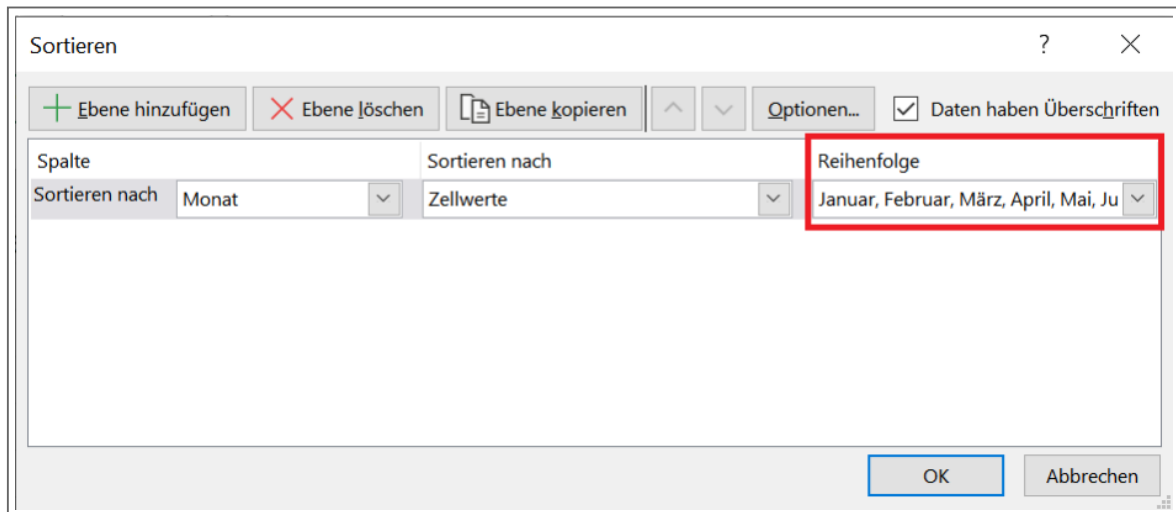 Sortieren ?
Ebene hinzufügen Ebene löschen Ebene kopieren Optionen... Daten haben Überschriften
Spalte Sortieren nach Reihenfolge
Sortieren nach Monat Zellwerte Januar, Februar, März, April, Mai, Ju
OK Abbrechen